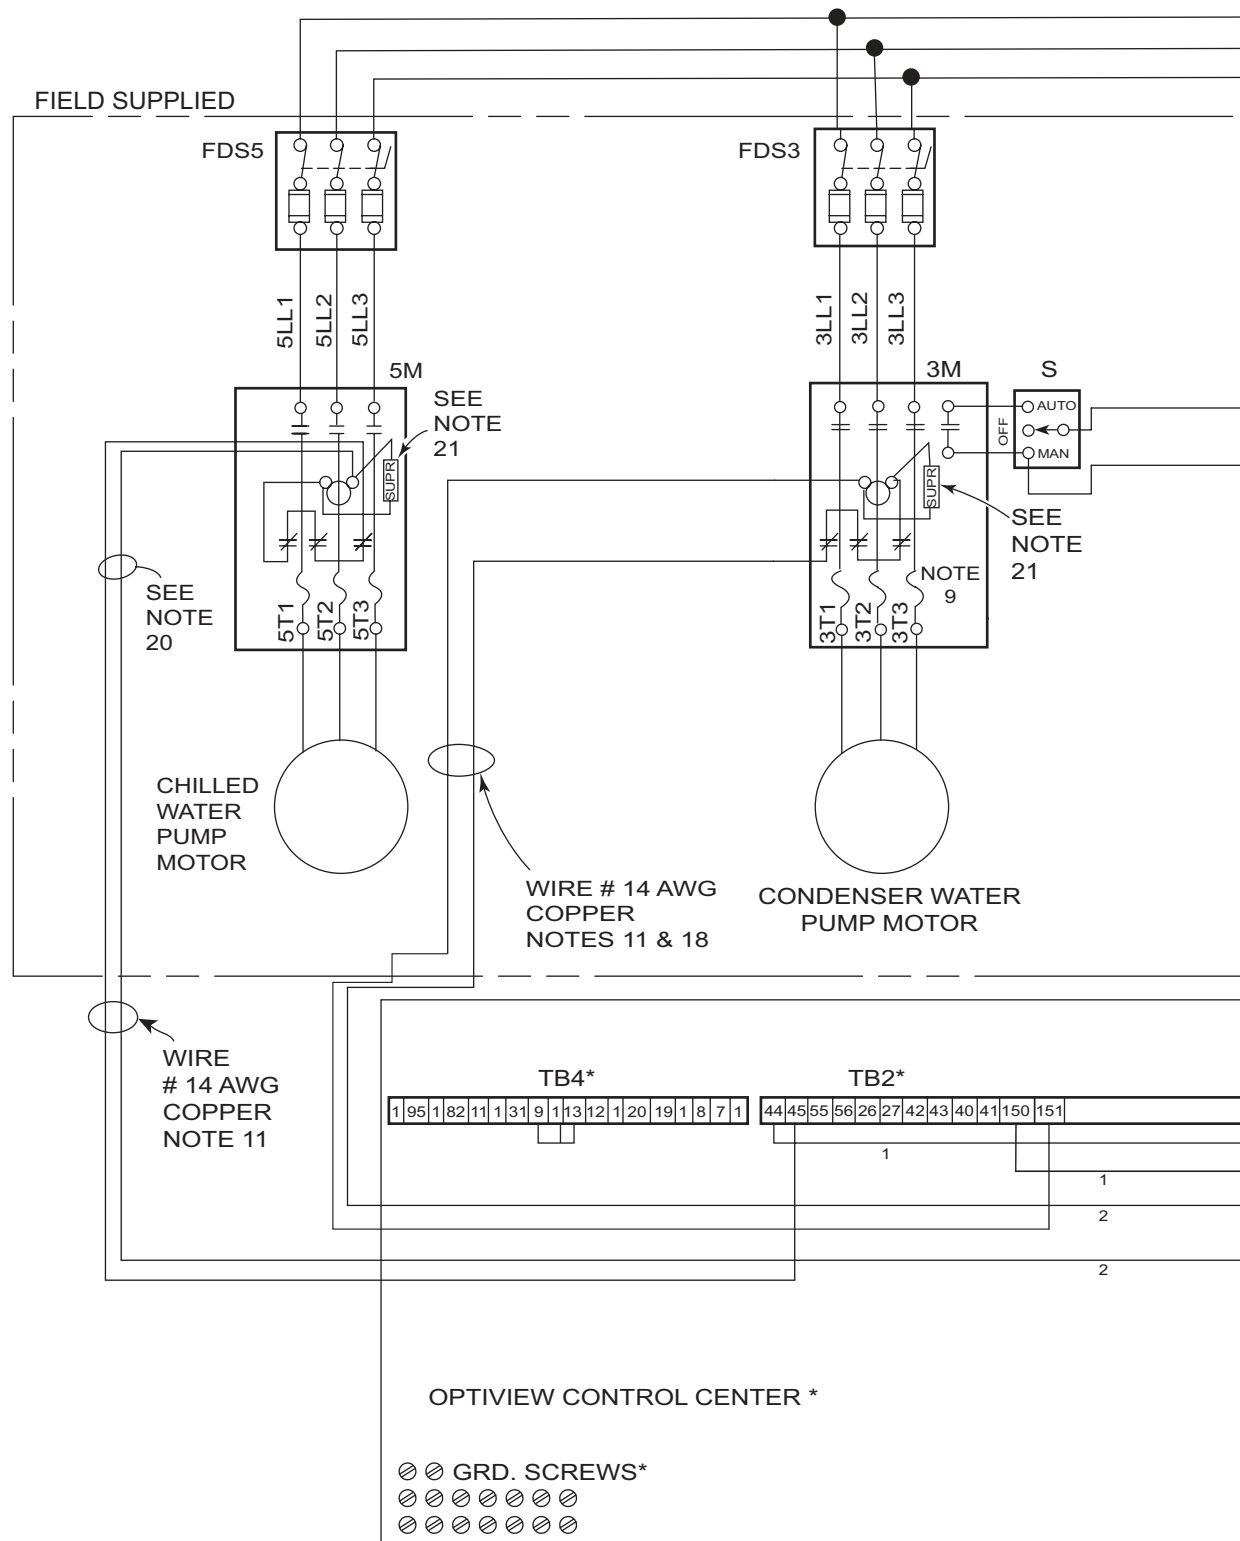 FIELD SUPPLIED
FDS5
FDS3
5LL1
5LL2
5LL3
3LL1
3LL2
3LL3
5M
SEE
NOTE
21
SUPR
3M
S
AUTO
OFF
MAN
SUPR
SEE
NOTE
21
NOTE
9
SEE
NOTE
20
5T1
5T2
5T3
3T1
3T2
3T3
CHILLED
WATER
PUMP
MOTOR
WIRE # 14 AWG
COPPER
NOTES 11 & 18
CONDENSER WATER
PUMP MOTOR
WIRE
# 14 AWG
COPPER
NOTE 11
TB4*
TB2*
1 95 1 82 11 1 31 9 1 13 12 1 20 19 1 8 7 1
44 45 55 56 26 27 42 43 40 41 150 151
1
1
2
2
OPTIVIEW CONTROL CENTER *
GRD. SCREWS*